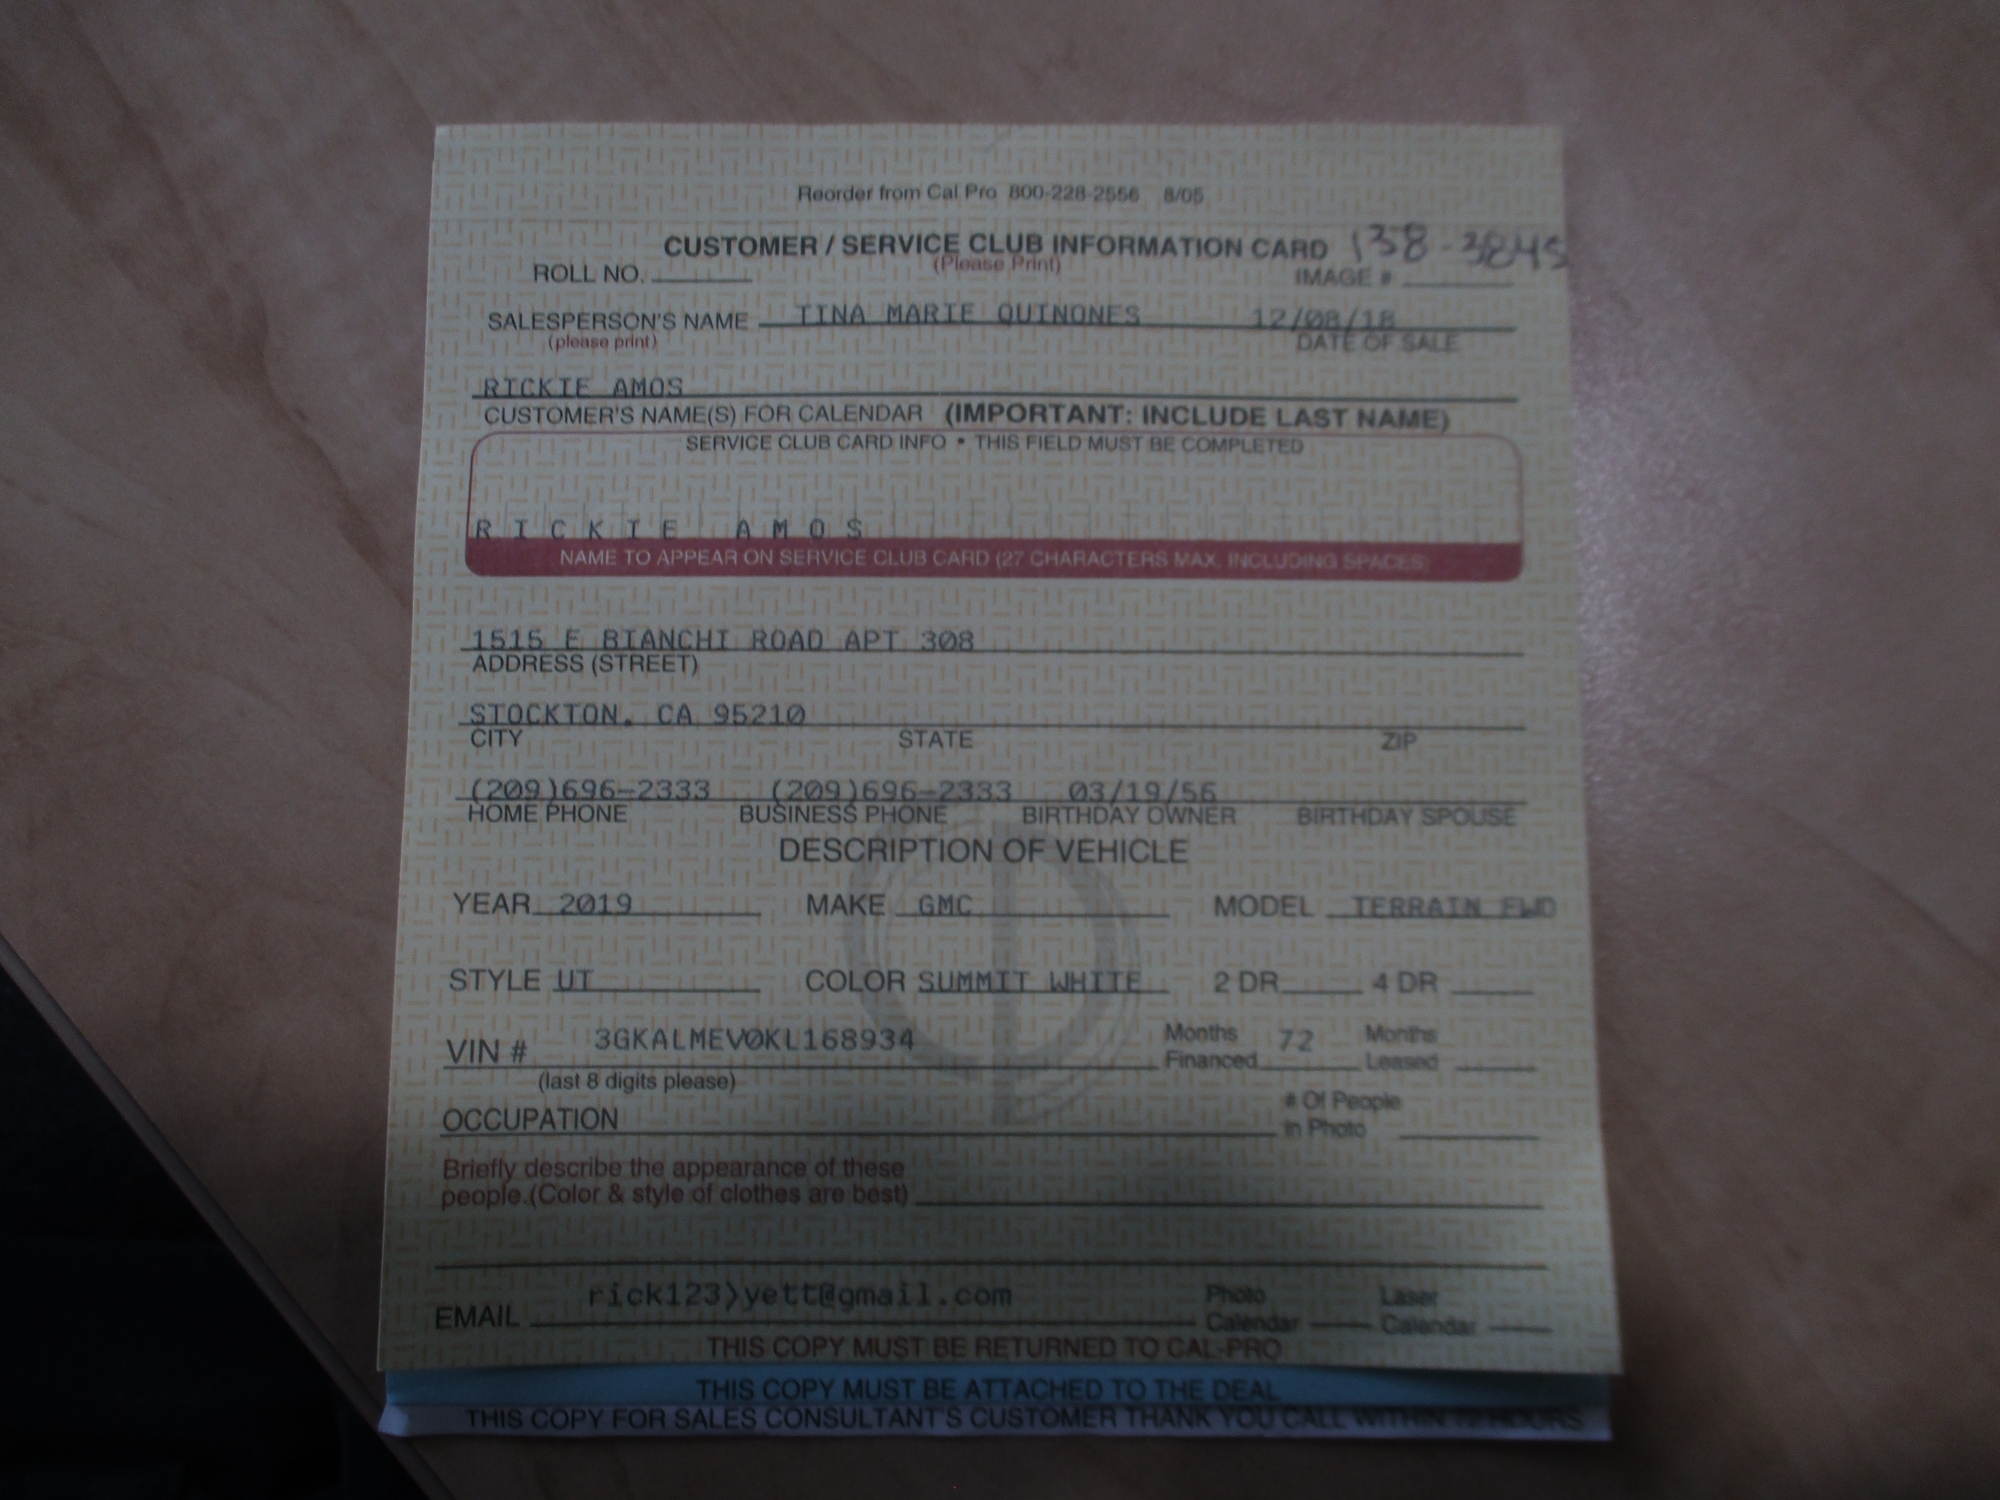 Reorder from Cal Pro 800-228-2556 8/05
CUSTOMER / SERVICE CLUB INFORMATION CARD 138-3845
ROLL NO. (Please Print) IMAGE #
SALESPERSON'S NAME TINA MARIE QUINONES 12/08/18
(please print) DATE OF SALE
RICKIE AMOS
CUSTOMER'S NAME(S) FOR CALENDAR (IMPORTANT: INCLUDE LAST NAME)
SERVICE CLUB CARD INFO • THIS FIELD MUST BE COMPLETED
RICKIE AMOS
NAME TO APPEAR ON SERVICE CLUB CARD (27 CHARACTERS MAX. INCLUDING SPACES)
1515 E BIANCHI ROAD APT 308
ADDRESS (STREET)
STOCKTON, CA 95210
CITY STATE ZIP
(209)696-2333 (209)696-2333 03/19/56
HOME PHONE BUSINESS PHONE BIRTHDAY OWNER BIRTHDAY SPOUSE
DESCRIPTION OF VEHICLE
YEAR 2019 MAKE GMC MODEL TERRAIN FWD
STYLE UT COLOR SUMMIT WHITE 2 DR 4 DR
VIN # 3GKALMEV0KL168934 Months Financed 72 Months Leased
(last 8 digits please)
OCCUPATION # Of People in Photo
Briefly describe the appearance of these
people.(Color & style of clothes are best)
EMAIL rick123>yett@gmail.com Photo Calendar Laser Calendar
THIS COPY MUST BE RETURNED TO CAL-PRO
THIS COPY MUST BE ATTACHED TO THE DEAL
THIS COPY FOR SALES CONSULTANT'S CUSTOMER THANK YOU CALL WITHIN 72 HOURS